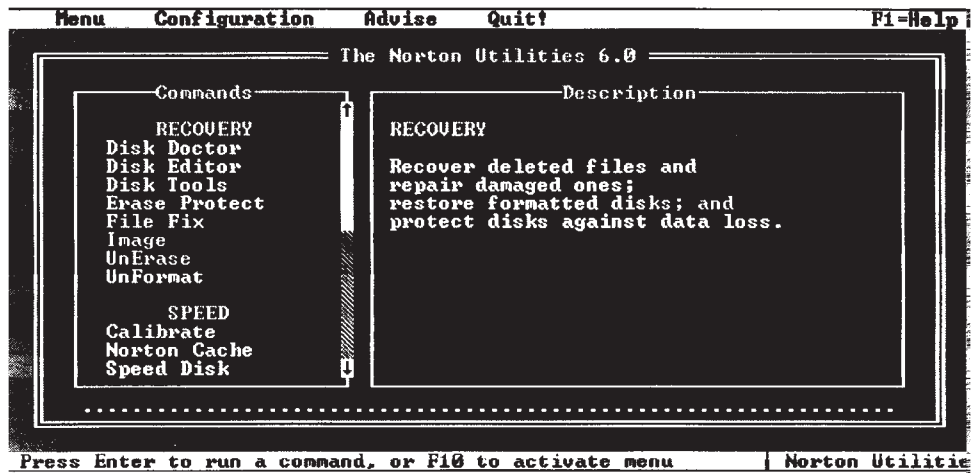 Menu Configuration Advise Quit! F1=Help
The Norton Utilities 6.0
Commands
RECOVERY
Disk Doctor
Disk Editor
Disk Tools
Erase Protect
File Fix
Image
UnErase
UnFormat
SPEED
Calibrate
Norton Cache
Speed Disk
Description
RECOVERY
Recover deleted files and
repair damaged ones;
restore formatted disks; and
protect disks against data loss.
Press Enter to run a command, or F10 to activate menu
Norton Utilitie